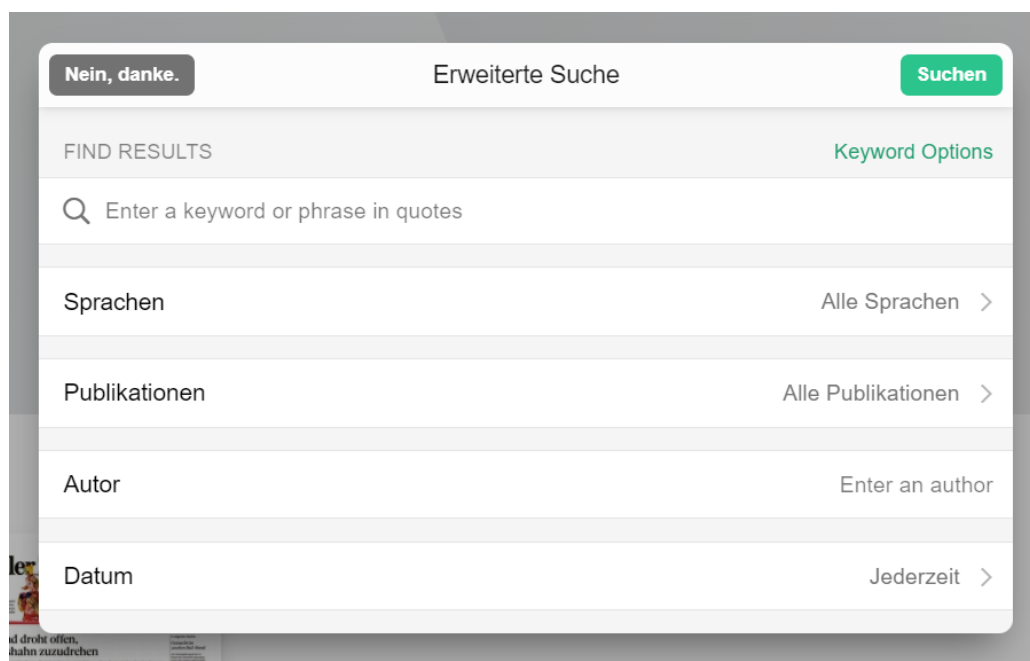 Nein, danke.
Erweiterte Suche
Suchen
FIND RESULTS
Keyword Options
Enter a keyword or phrase in quotes
Sprachen
Alle Sprachen
Publikationen
Alle Publikationen
Autor
Enter an author
Datum
Jederzeit
ler
d droht offen,
hahn zuzudrehen